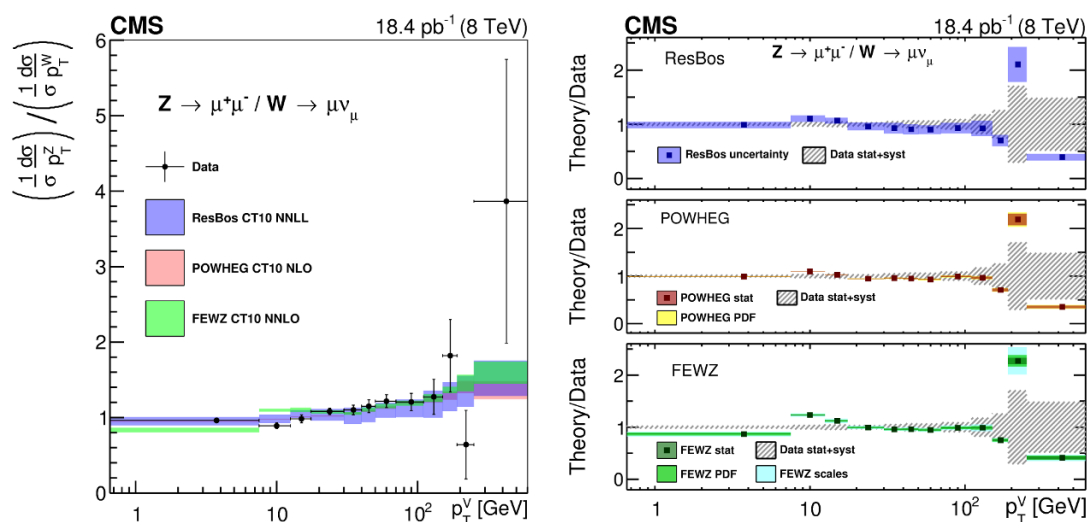 CMS
18.4 pb⁻¹ (8 TeV)
(1/σ dσ/p_T^Z) / (1/σ dσ/p_T^W)
6
5
4
3
2
1
0
Z → μ⁺μ⁻ / W → μν_μ
Data
ResBos CT10 NNLL
POWHEG CT10 NLO
FEWZ CT10 NNLO
1
10
10²
p_T^V [GeV]
CMS
18.4 pb⁻¹ (8 TeV)
Theory/Data
2
1
ResBos
Z → μ⁺μ⁻ / W → μν_μ
ResBos uncertainty
Data stat+syst
Theory/Data
2
1
POWHEG
POWHEG stat
Data stat+syst
POWHEG PDF
Theory/Data
2
1
FEWZ
FEWZ stat
Data stat+syst
FEWZ PDF
FEWZ scales
1
10
10²
p_T^V [GeV]